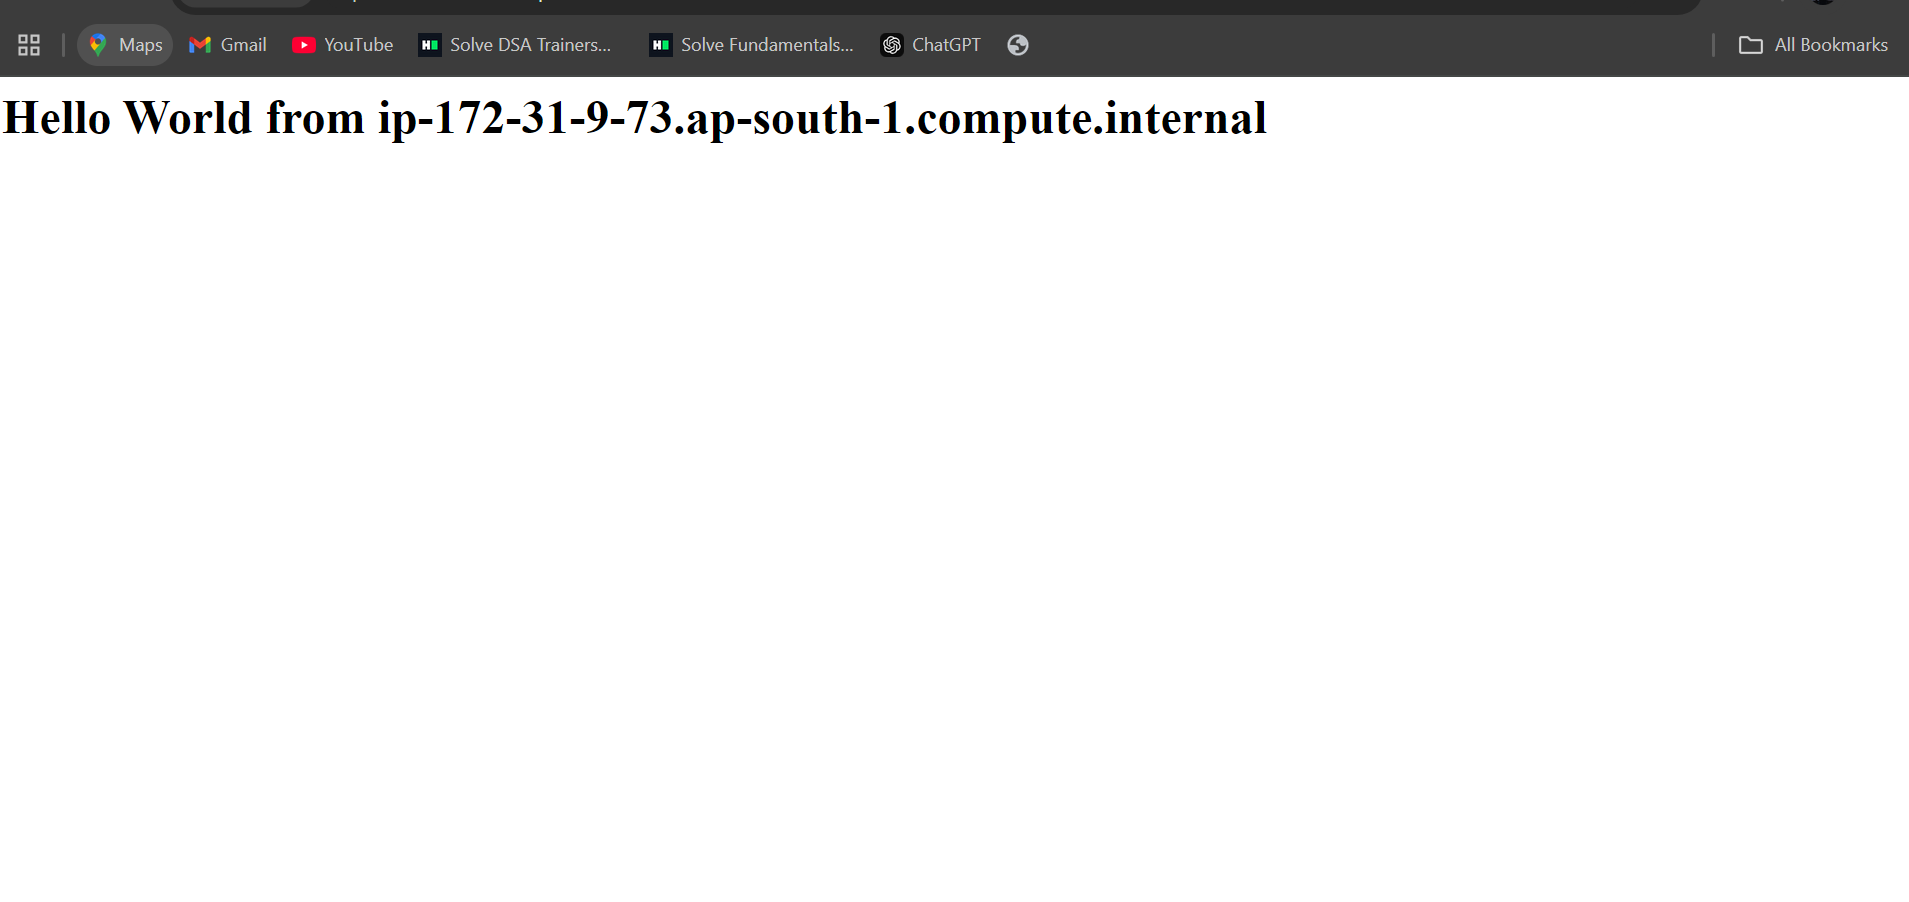 Maps Gmail YouTube Solve DSA Trainers... Solve Fundamentals... ChatGPT All Bookmarks
Hello World from ip-172-31-9-73.ap-south-1.compute.internal